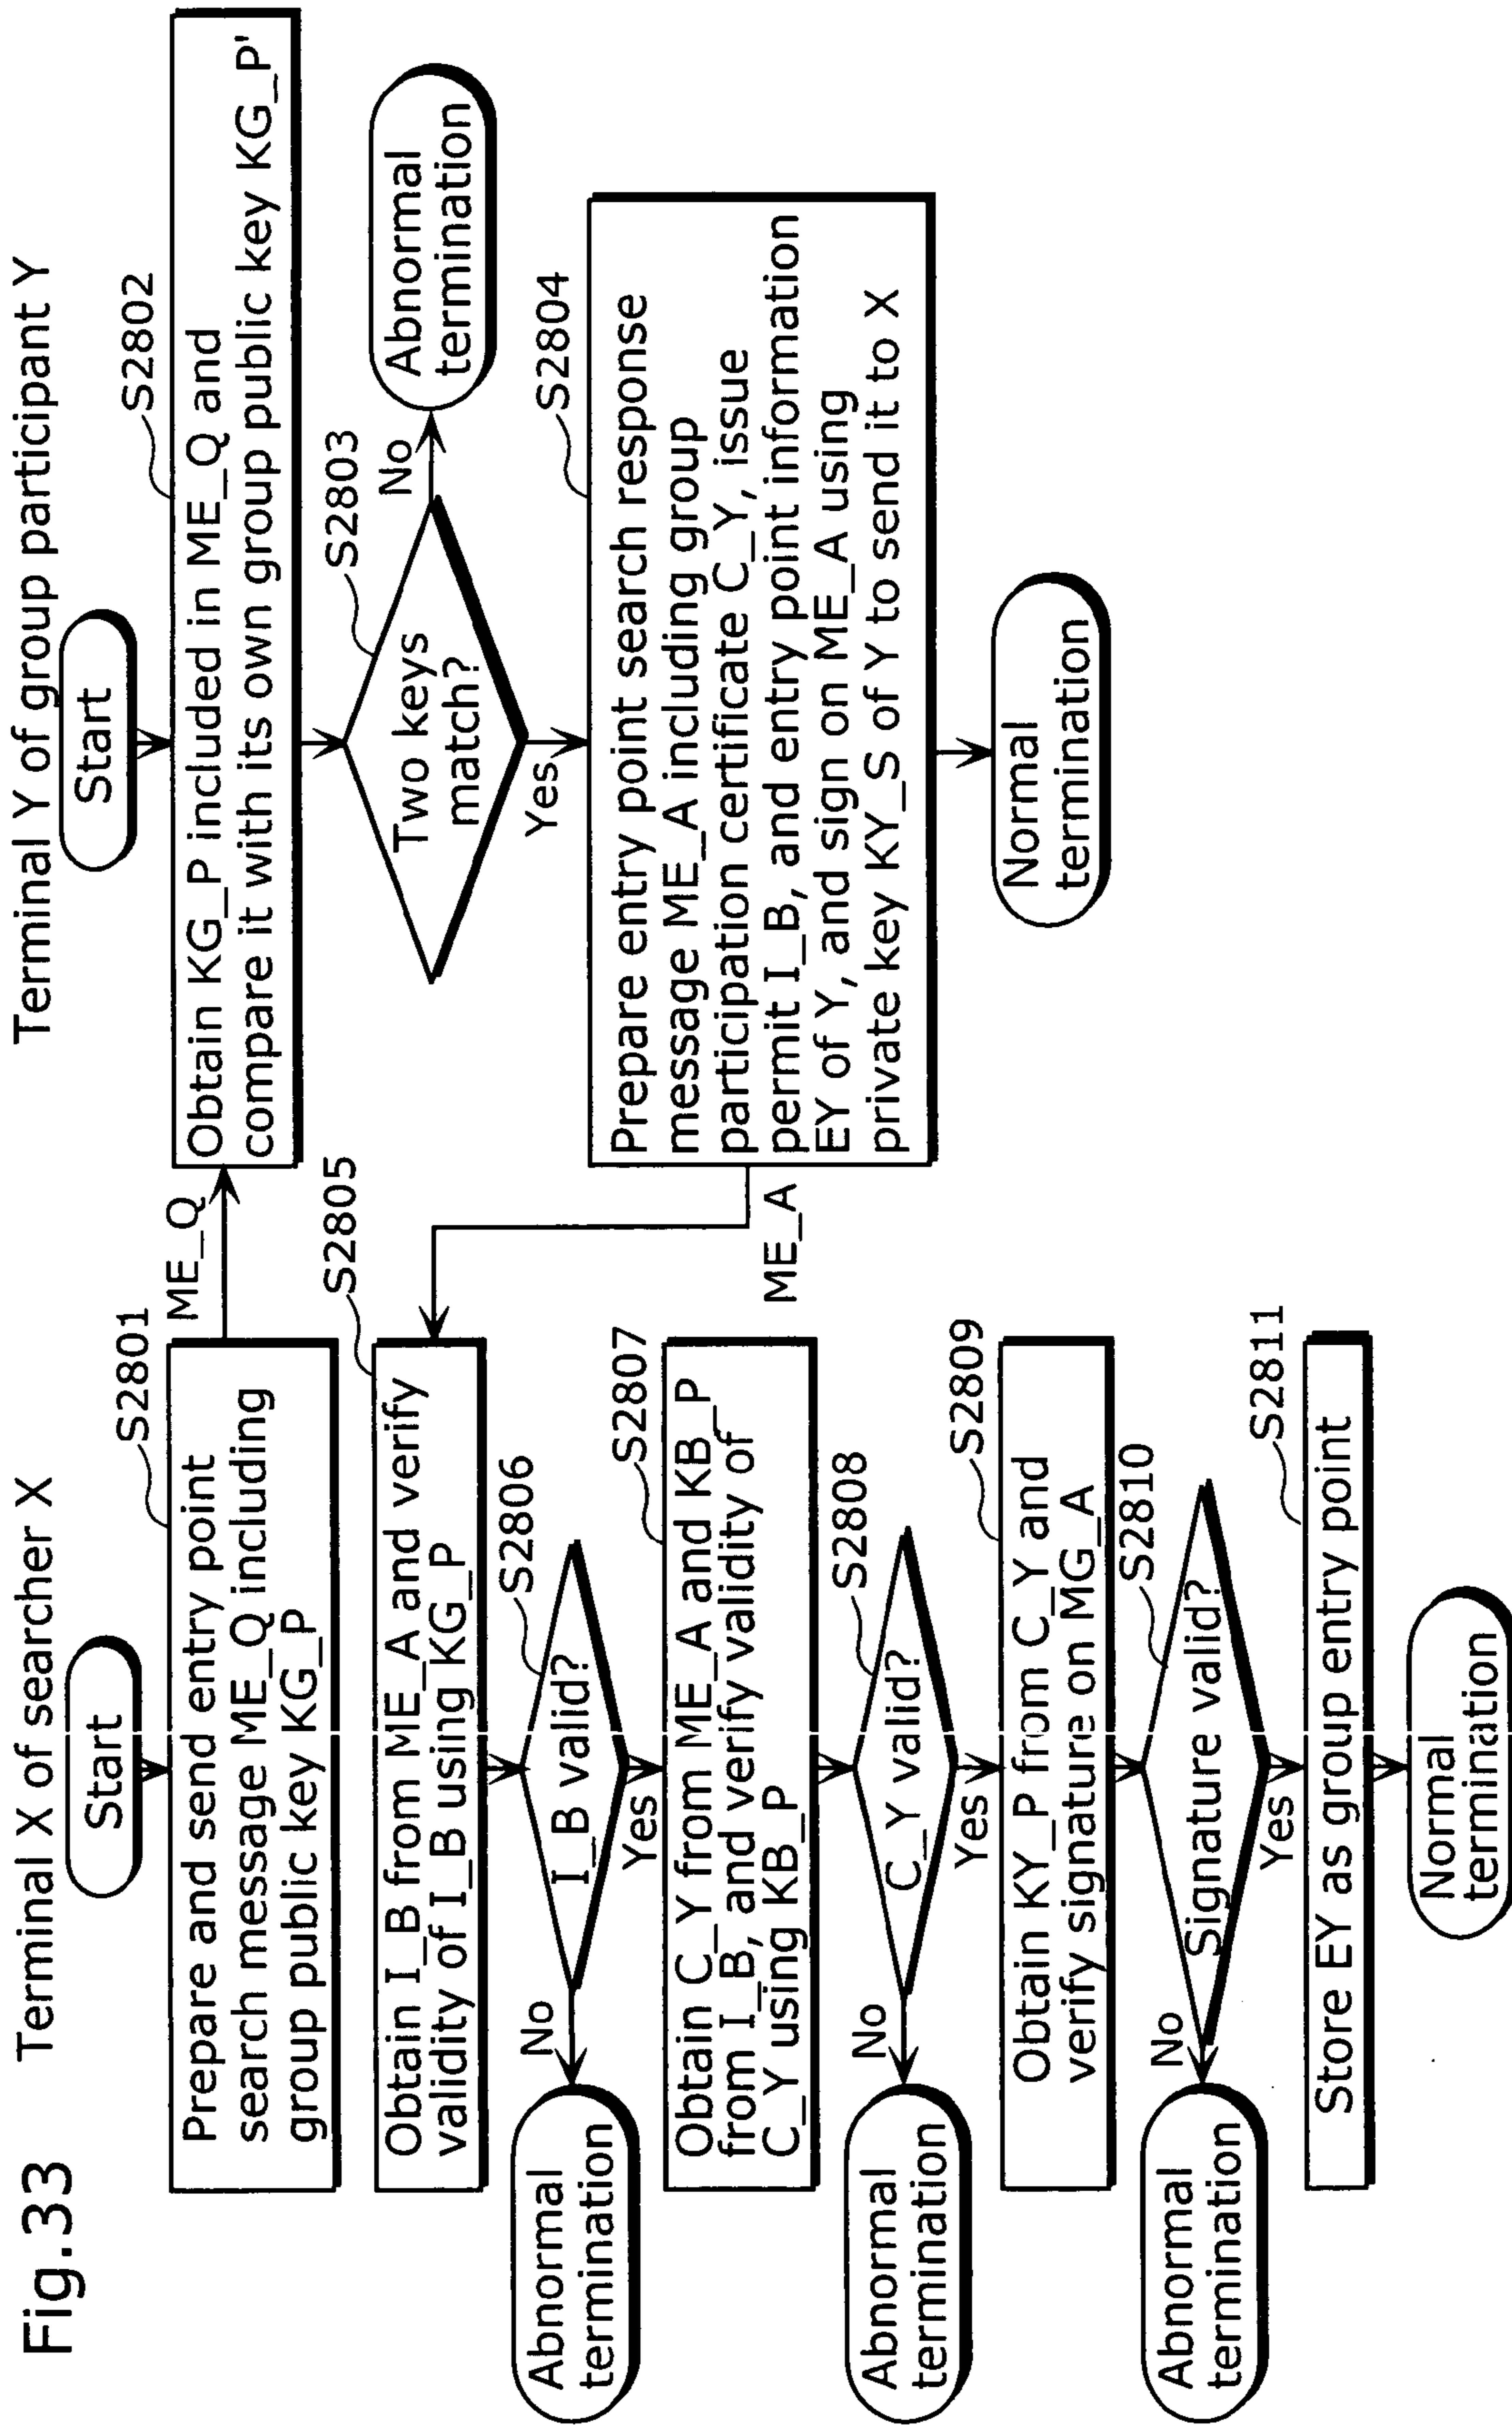 Fig.33
Terminal X of searcher X
Start
S2801
Prepare and send entry point
search message ME_Q including
group public key KG_P
ME_Q
S2805
Obtain I_B from ME_A and verify
validity of I_B using KG_P
S2806
I_B valid?
No
Abnormal
termination
Yes
S2807
Obtain C_Y from ME_A and KB_P
from I_B, and verify validity of
C_Y using KB_P
S2808
C_Y valid?
No
Abnormal
termination
Yes
S2809
Obtain KY_P from C_Y and
verify signature on MG_A
S2810
Signature valid?
No
Abnormal
termination
Yes
S2811
Store EY as group entry point
Normal
termination
Terminal Y of group participant Y
Start
S2802
Obtain KG_P included in ME_Q and
compare it with its own group public key KG_P'
S2803
Two keys
match?
No
Abnormal
termination
Yes
S2804
Prepare entry point search response
message ME_A including group
participation certificate C_Y, issue
permit I_B, and entry point information
EY of Y, and sign on ME_A using
private key KY_S of Y to send it to X
ME_A
Normal
termination